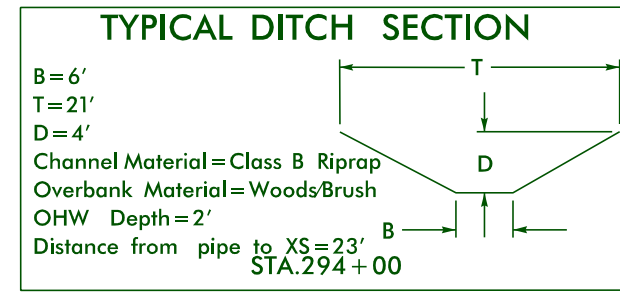 TYPICAL DITCH SECTION
B=6'
T=21'
D=4'
Channel Material=Class B Riprap
Overbank Material=Woods/Brush
OHW Depth=2'
Distance from pipe to XS=23'
STA.294+00
T
D
B